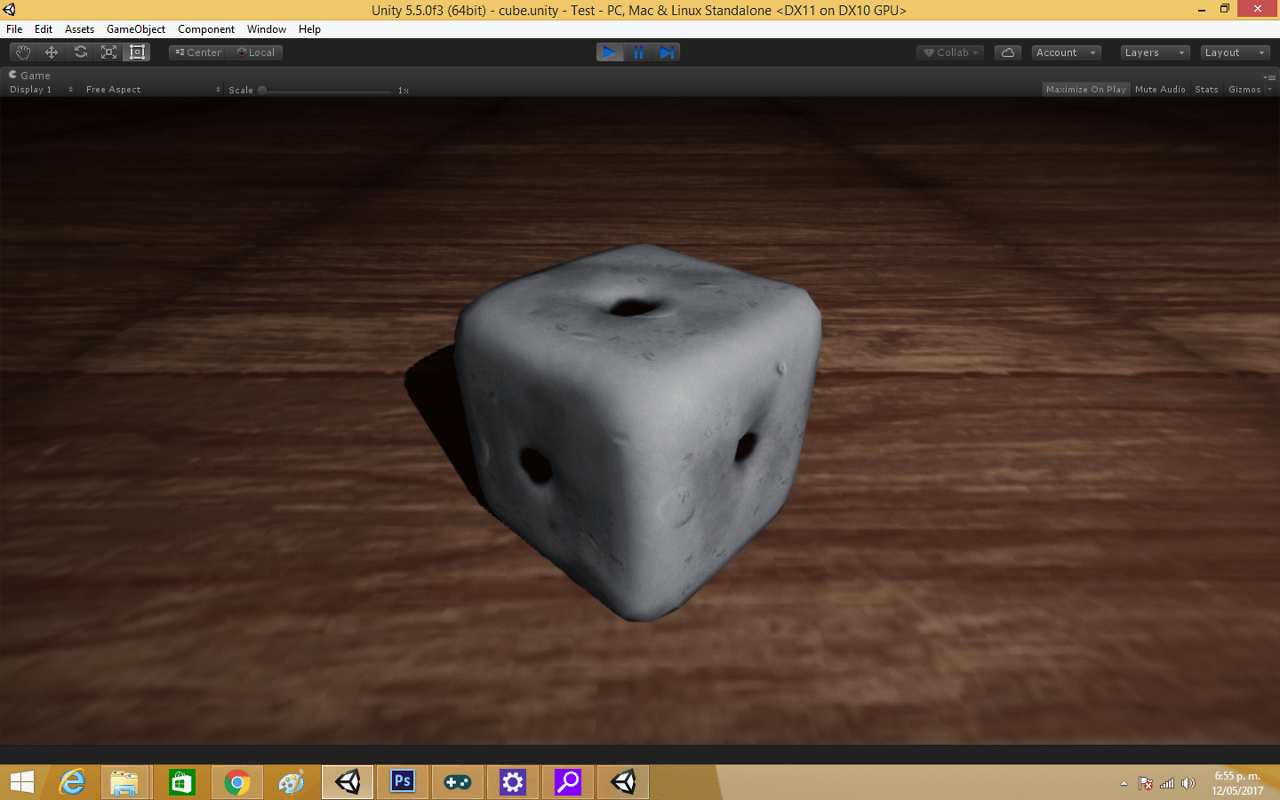 Unity 5.5.0f3 (64bit) - cube.unity - Test - PC, Mac & Linux Standalone <DX11 on DX10 GPU>
File Edit Assets GameObject Component Window Help
Center Local Collab Account Layers Layout
Game
Display 1 Free Aspect Scale 1x Maximize On Play Mute Audio Stats Gizmos
Ps
6:55 p. m.
12/05/2017